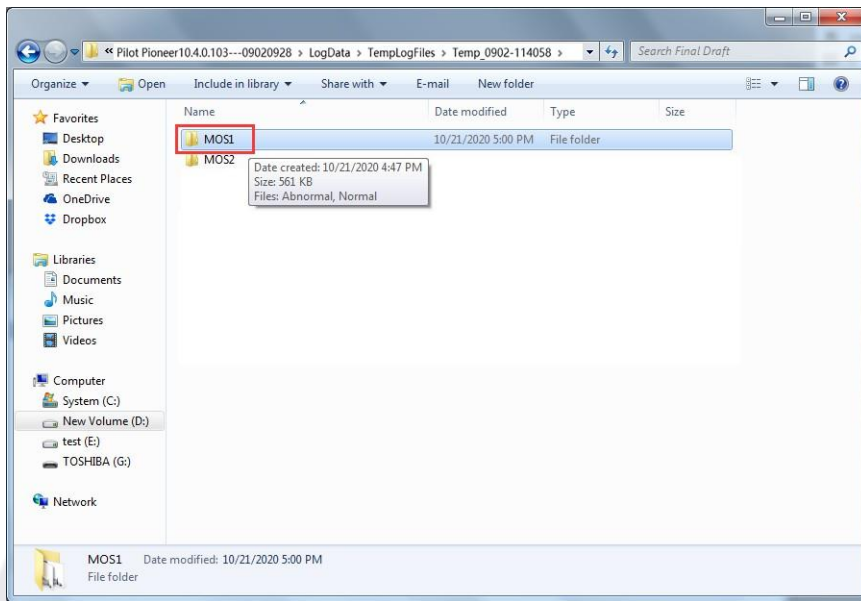 « Pilot Pioneer10.4.0.103---09020928 › LogData › TempLogFiles › Temp_0902-114058 ›
Search Final Draft
Organize
Open
Include in library
Share with
E-mail
New folder
Name
Date modified
Type
Size
Favorites
Desktop
Downloads
Recent Places
OneDrive
Dropbox
Libraries
Documents
Music
Pictures
Videos
Computer
System (C:)
New Volume (D:)
test (E:)
TOSHIBA (G:)
Network
MOS1 10/21/2020 5:00 PM File folder
MOS2
Date created: 10/21/2020 4:47 PM
Size: 561 KB
Files: Abnormal, Normal
MOS1 Date modified: 10/21/2020 5:00 PM
File folder